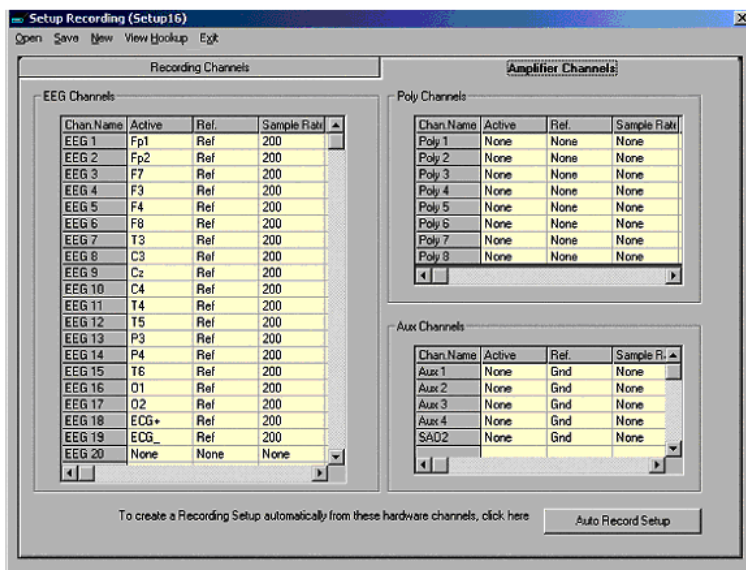 Setup Recording (Setup16)
Open Save New View Hookup Exit
Recording Channels
Amplifier Channels
EEG Channels
Chan.Name Active Ref. Sample Rate
EEG 1 Fp1 Ref 200
EEG 2 Fp2 Ref 200
EEG 3 F7 Ref 200
EEG 4 F3 Ref 200
EEG 5 F4 Ref 200
EEG 6 F8 Ref 200
EEG 7 T3 Ref 200
EEG 8 C3 Ref 200
EEG 9 Cz Ref 200
EEG 10 C4 Ref 200
EEG 11 T4 Ref 200
EEG 12 T5 Ref 200
EEG 13 P3 Ref 200
EEG 14 P4 Ref 200
EEG 15 T6 Ref 200
EEG 16 O1 Ref 200
EEG 17 O2 Ref 200
EEG 18 ECG+ Ref 200
EEG 19 ECG_ Ref 200
EEG 20 None None None
Poly Channels
Chan.Name Active Ref. Sample Rate
Poly 1 None None None
Poly 2 None None None
Poly 3 None None None
Poly 4 None None None
Poly 5 None None None
Poly 6 None None None
Poly 7 None None None
Poly 8 None None None
Aux Channels
Chan.Name Active Ref. Sample R
Aux 1 None Gnd None
Aux 2 None Gnd None
Aux 3 None Gnd None
Aux 4 None Gnd None
SAO2 None Gnd None
To create a Recording Setup automatically from these hardware channels, click here
Auto Record Setup